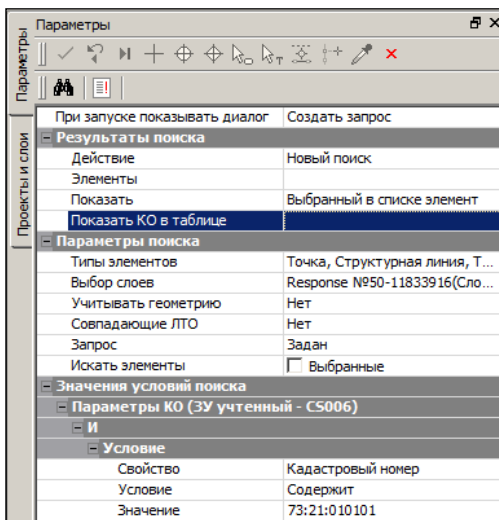 Параметры
Параметры
Проекты и слои
При запуске показывать диалог Создать запрос
Результаты поиска
Действие Новый поиск
Элементы
Показать Выбранный в списке элемент
Показать КО в таблице
Параметры поиска
Типы элементов Точка, Структурная линия, Т...
Выбор слоев Response №50-11833916(Сло...
Учитывать геометрию Нет
Совпадающие ЛТО Нет
Запрос Задан
Искать элементы Выбранные
Значения условий поиска
Параметры КО (ЗУ учтенный - CS006)
И
Условие
Свойство Кадастровый номер
Условие Содержит
Значение 73:21:010101